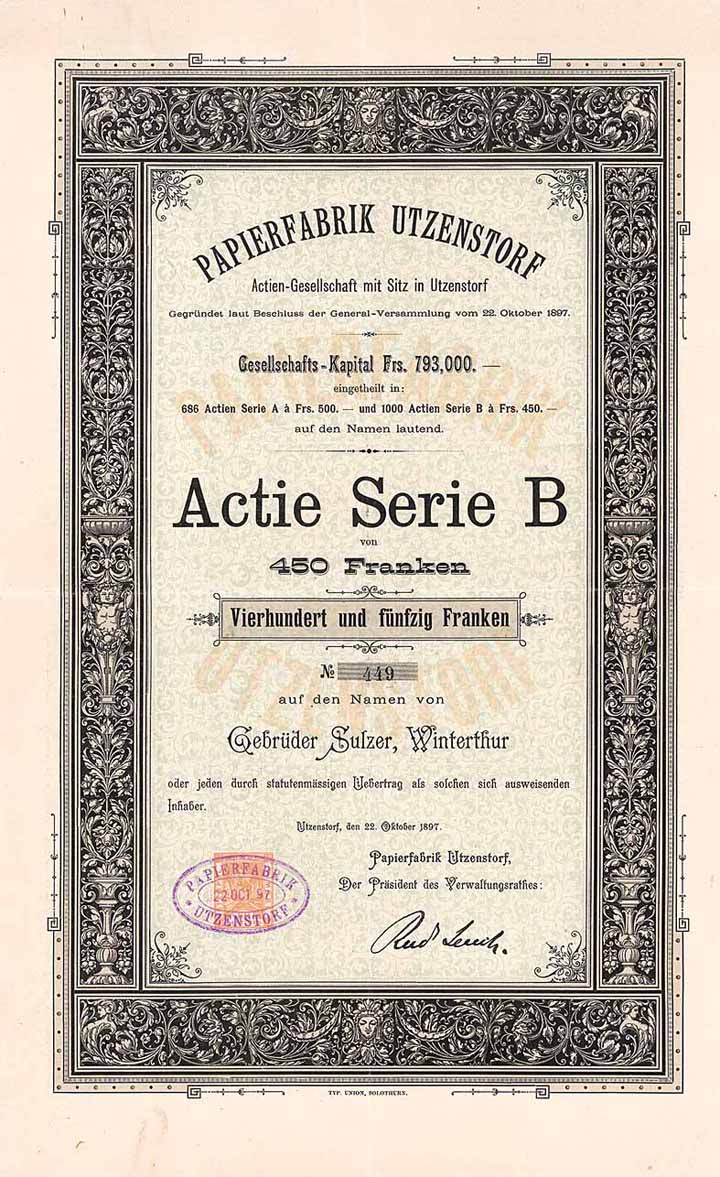 PAPIERFABRIK UTZENSTORF
Actien-Gesellschaft mit Sitz in Utzenstorf
Gegründet laut Beschluss der General-Versammlung vom 22. Oktober 1897.
Gesellschafts-Kapital Frs. 793,000. —
eingetheilt in:
686 Actien Serie A à Frs. 500. — und 1000 Actien Serie B à Frs. 450. —
auf den Namen lautend.
PAPIERFABRIK
Actie Serie B
von
450 Franken
Vierhundert und fünfzig Franken
UTZENSTORF
№ 449
auf den Namen von
Gebrüder Sulzer, Winterthur
oder jeden durch statutenmässigen Uebertrag als solchen sich ausweisenden
Inhaber.
Utzenstorf, den 22. Oktober 1897.
Papierfabrik Utzenstorf,
Der Präsident des Verwaltungsrathes:
PAPIERFABRIK
22 OCT 97
UTZENSTORF
TYP. UNION, SOLOTHURN.